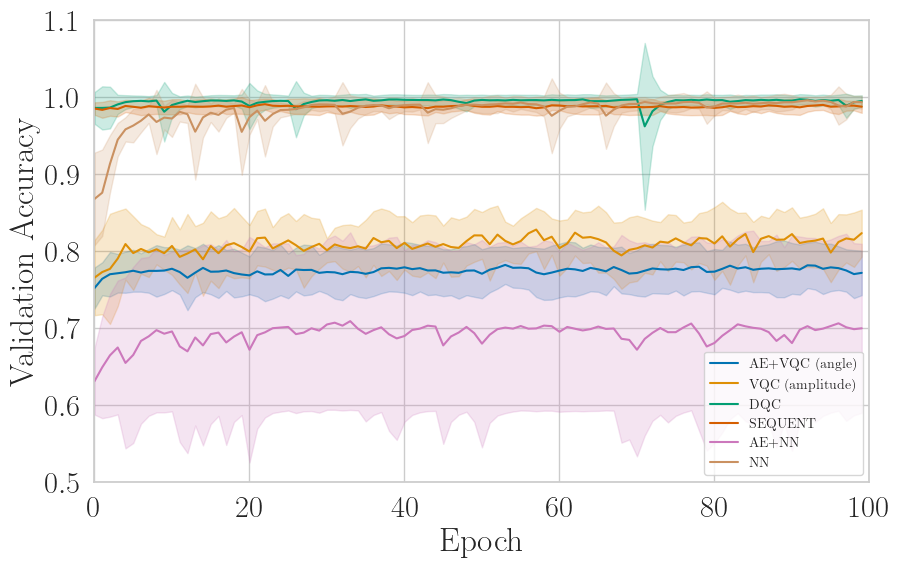 1.1
1.0
0.9
0.8
0.7
0.6
0.5
Validation Accuracy
0 20 40 60 80 100
Epoch
AE+VQC (angle)
VQC (amplitude)
DQC
SEQUENT
AE+NN
NN